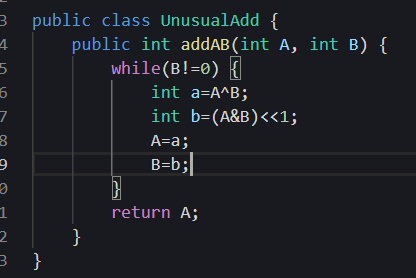 3 public class UnusualAdd {
4     public int addAB(int A, int B) {
5         while(B!=0) {
6             int a=A^B;
7             int b=(A&B)<<1;
8             A=a;
9             B=b;
0         }
1         return A;
2     }
3 }